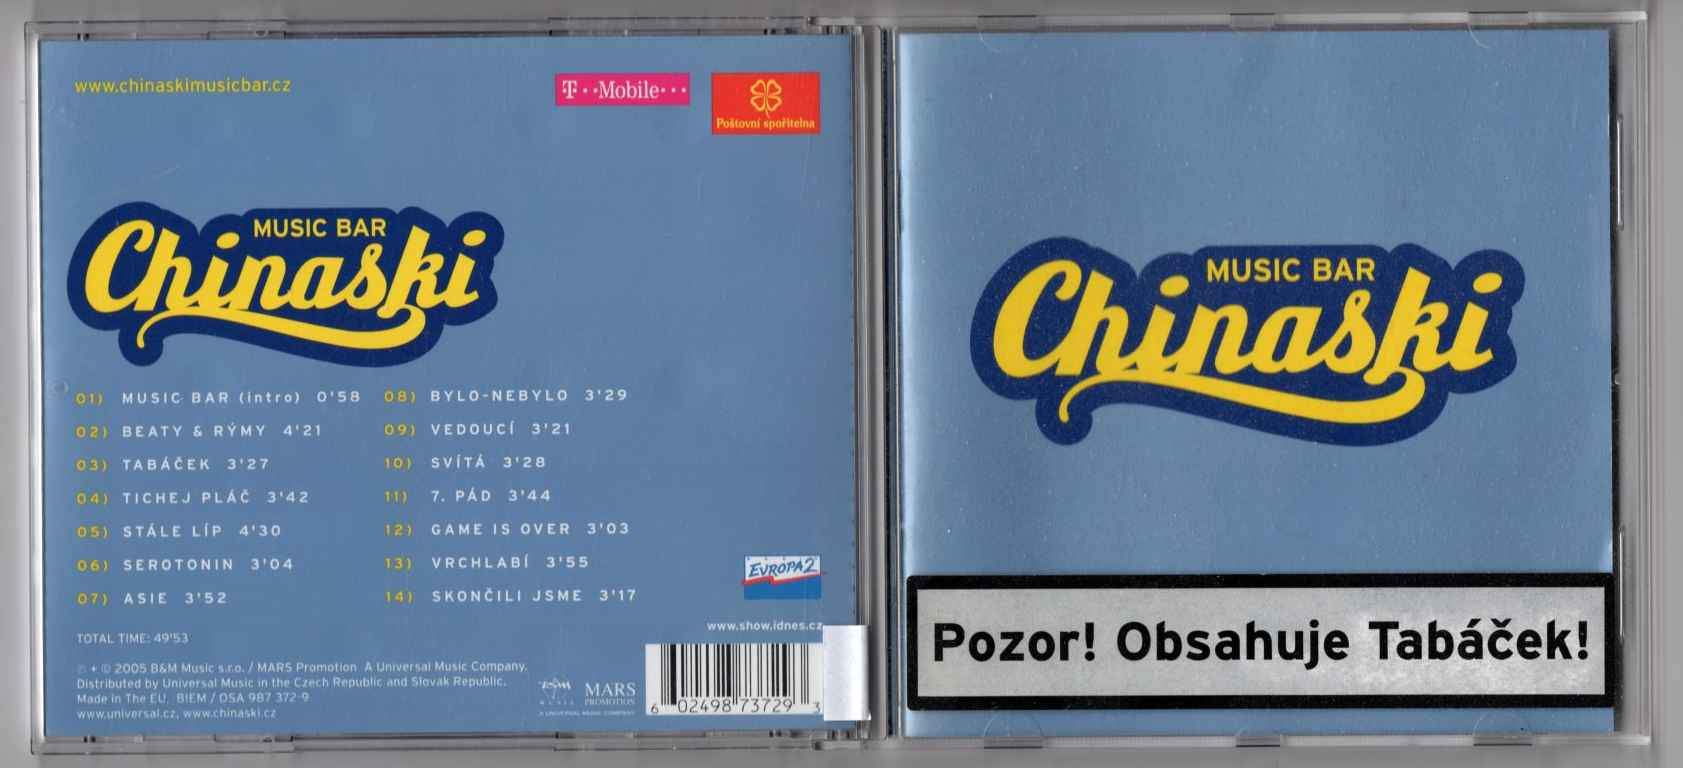 www.chinaskimusicbar.cz
T··Mobile···
Poštovní spořitelna
MUSIC BAR
Chinaski
01) MUSIC BAR (intro) 0'58
02) BEATY & RÝMY 4'21
03) TABÁČEK 3'27
04) TICHEJ PLÁČ 3'42
05) STÁLE LÍP 4'30
06) SEROTONIN 3'04
07) ASIE 3'52
08) BYLO-NEBYLO 3'29
09) VEDOUCÍ 3'21
10) SVÍTÁ 3'28
11) 7. PÁD 3'44
12) GAME IS OVER 3'03
13) VRCHLABÍ 3'55
14) SKONČILI JSME 3'17
EVROPA 2
www.show.idnes.cz
TOTAL TIME: 49'53
℗ + © 2005 B&M Music s.r.o. / MARS Promotion A Universal Music Company.
Distributed by Universal Music in the Czech Republic and Slovak Republic.
Made in The EU. BIEM / OSA 987 372-9
www.universal.cz, www.chinaski.cz
MUSIC
A UNIVERSAL MUSIC COMPANY
MARS
PROMOTION
6 02498 73729 3
MUSIC BAR
Chinaski
Pozor! Obsahuje Tabáček!